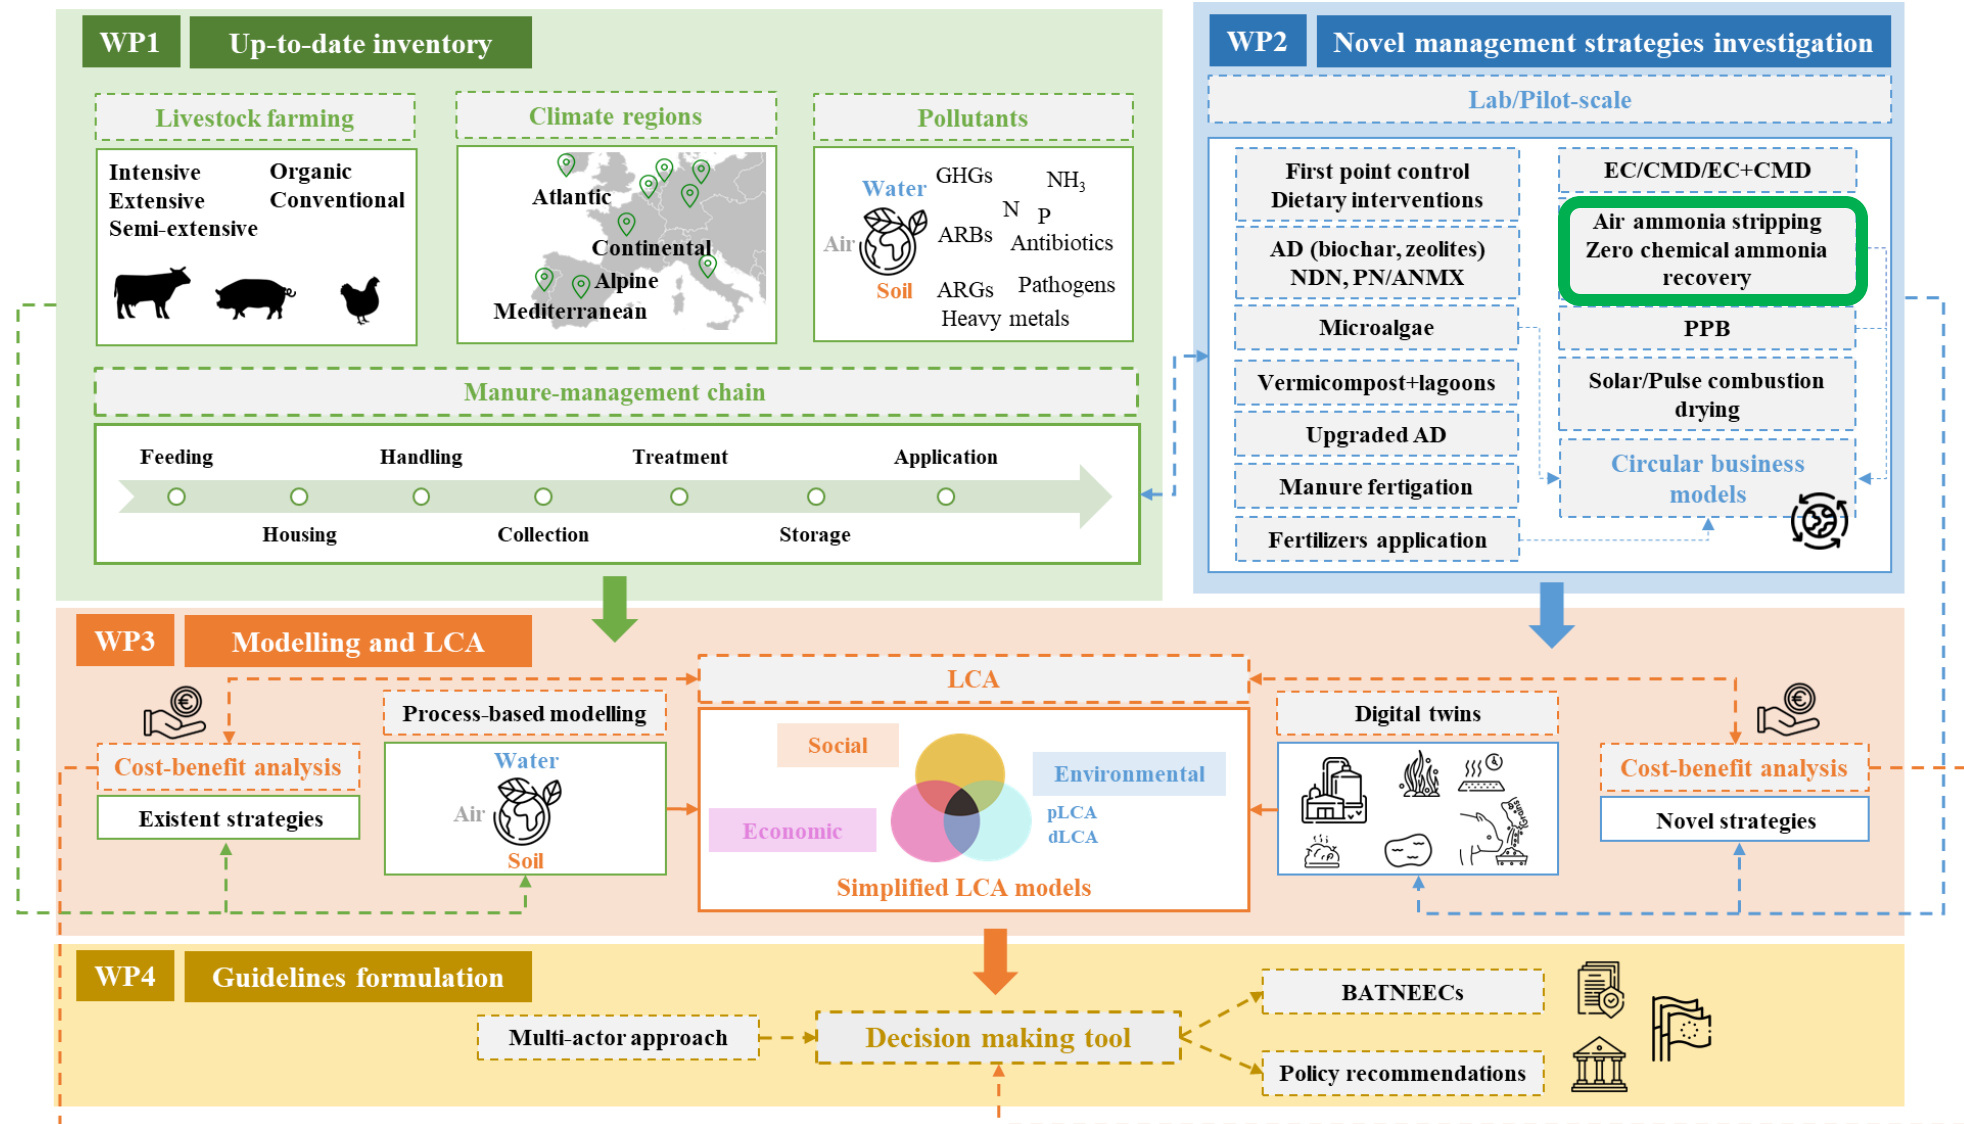 WP1
Up-to-date inventory
Livestock farming
Intensive
Extensive
Semi-extensive
Organic
Conventional
Climate regions
Atlantic
Continental
Alpine
Mediterranean
Pollutants
Water
Air
Soil
GHGs
NH3
N
P
ARBs
Antibiotics
ARGs
Pathogens
Heavy metals
Manure-management chain
Feeding
Handling
Treatment
Application
Housing
Collection
Storage
WP2
Novel management strategies investigation
Lab/Pilot-scale
First point control
Dietary interventions
AD (biochar, zeolites)
NDN, PN/ANMX
Microalgae
Vermicompost+lagoons
Upgraded AD
Manure fertigation
Fertilizers application
EC/CMD/EC+CMD
Air ammonia stripping
Zero chemical ammonia
recovery
PPB
Solar/Pulse combustion
drying
Circular business
models
WP3
Modelling and LCA
Cost-benefit analysis
Existent strategies
Process-based modelling
Water
Air
Soil
LCA
Social
Environmental
pLCA
dLCA
Economic
Simplified LCA models
Digital twins
Cost-benefit analysis
Novel strategies
WP4
Guidelines formulation
Multi-actor approach
Decision making tool
BATNEECs
Policy recommendations